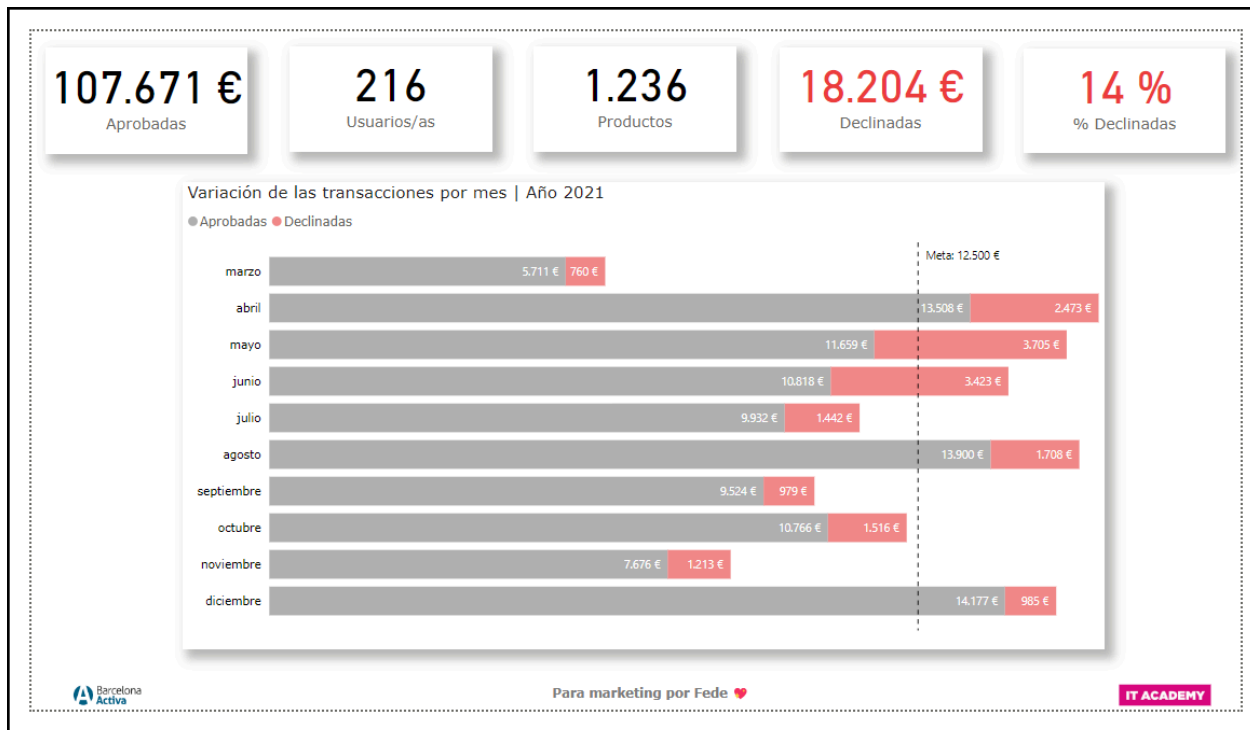 107.671 €
Aprobadas
216
Usuarios/as
1.236
Productos
18.204 €
Declinadas
14 %
% Declinadas
Variación de las transacciones por mes | Año 2021
Aprobadas Declinadas
Meta: 12.500 €
marzo 5.711 € 760 €
abril 13.508 € 2.473 €
mayo 11.659 € 3.705 €
junio 10.818 € 3.423 €
julio 9.932 € 1.442 €
agosto 13.900 € 1.708 €
septiembre 9.524 € 979 €
octubre 10.766 € 1.516 €
noviembre 7.676 € 1.213 €
diciembre 14.177 € 985 €
Barcelona
Activa
Para marketing por Fede 💖
IT ACADEMY